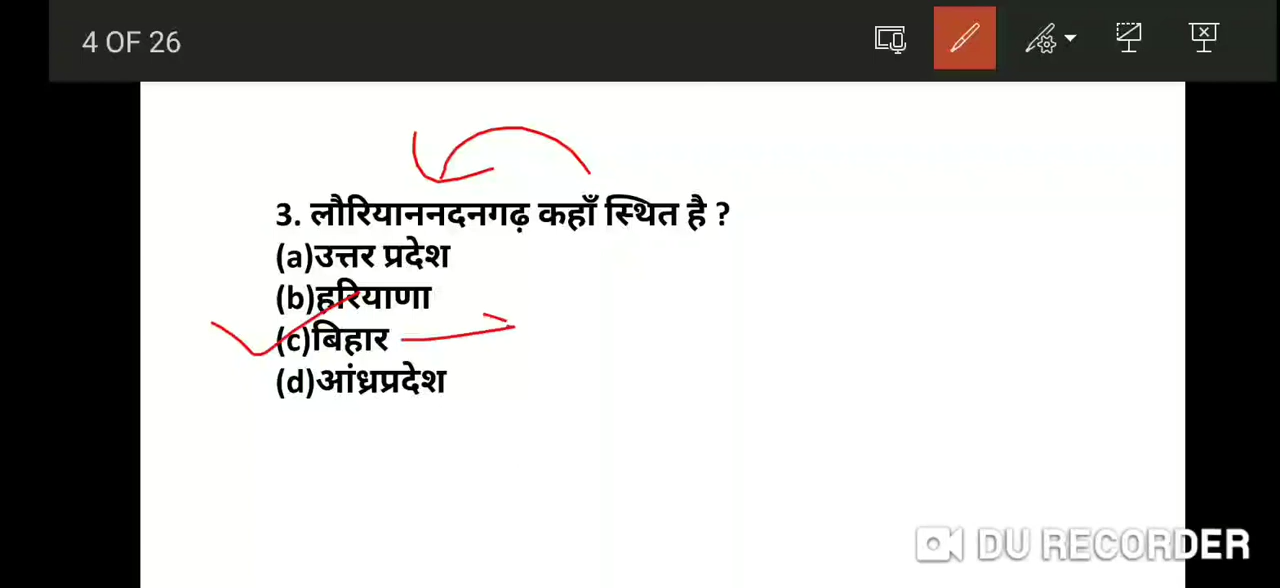 4 OF 26
3. लौरियाननदनगढ़ कहाँ स्थित है ?
(a)उत्तर प्रदेश
(b)हरियाणा
(c)बिहार
(d)आंध्रप्रदेश
DU RECORDER